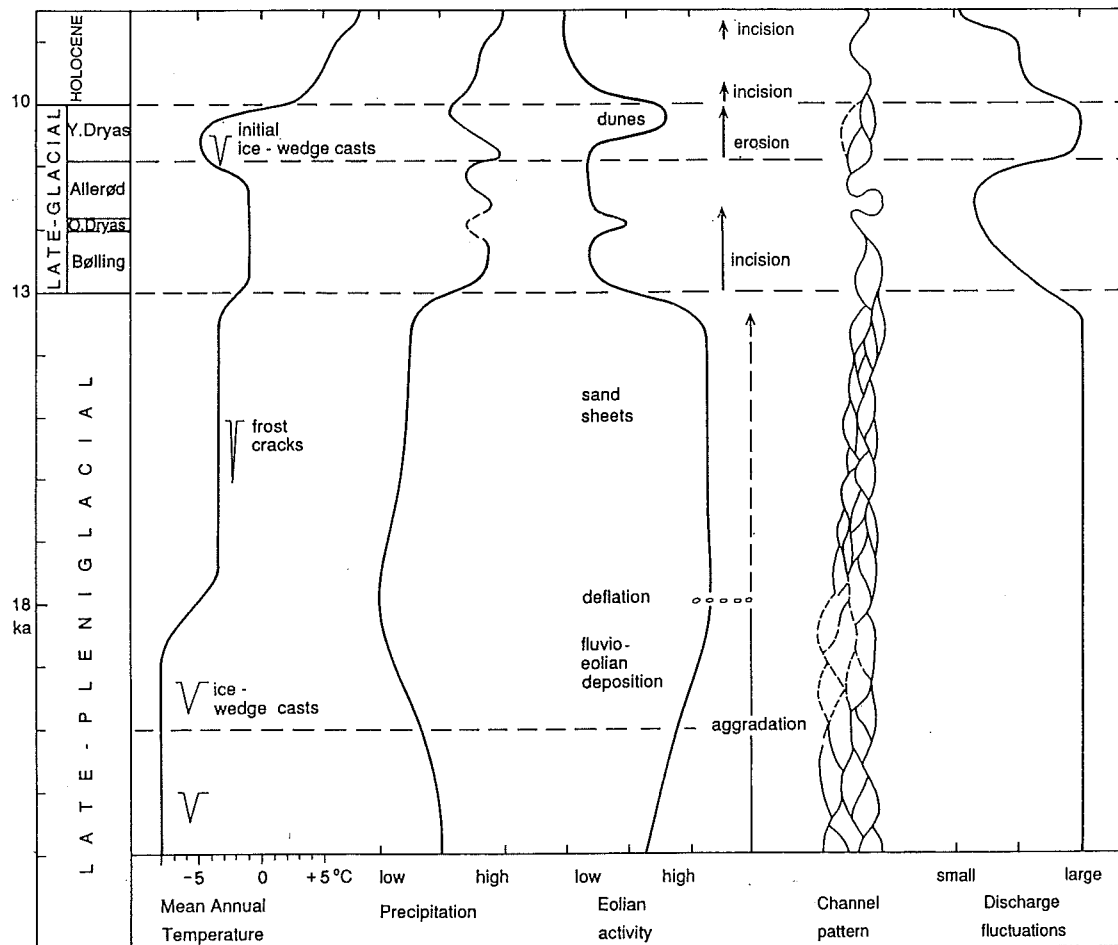 HOLOCENE
incision
10
incision
LATE-GLACIAL
Y.Dryas
initial
ice - wedge casts
dunes
erosion
Allerød
O.Dryas
Bølling
incision
13
LATE-PLENIGLACIAL
sand
sheets
frost
cracks
18
ka
deflation
fluvio-
eolian
deposition
ice -
wedge casts
aggradation
-5 0 +5 °C
low high
low high
small large
Mean Annual
Temperature
Precipitation
Eolian
activity
Channel
pattern
Discharge
fluctuations